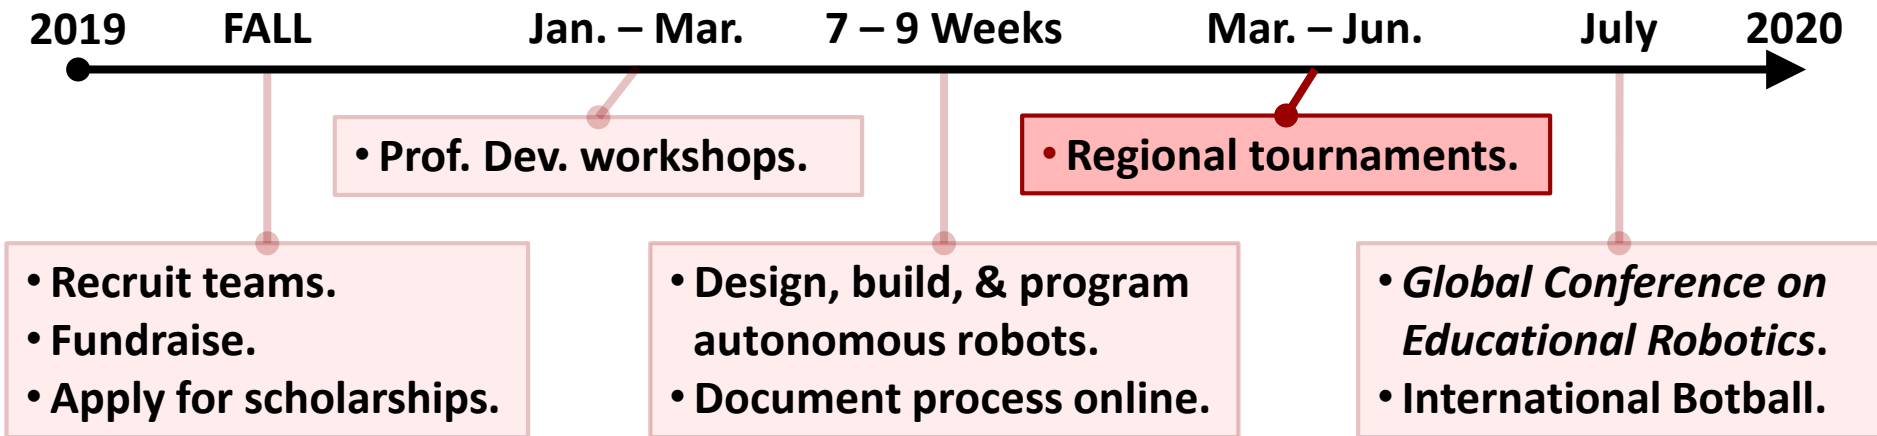 2019 FALL Jan. – Mar. 7 – 9 Weeks Mar. – Jun. July 2020
• Prof. Dev. workshops.
• Regional tournaments.
• Recruit teams.
• Fundraise.
• Apply for scholarships.
• Design, build, & program
autonomous robots.
• Document process online.
• Global Conference on
Educational Robotics.
• International Botball.